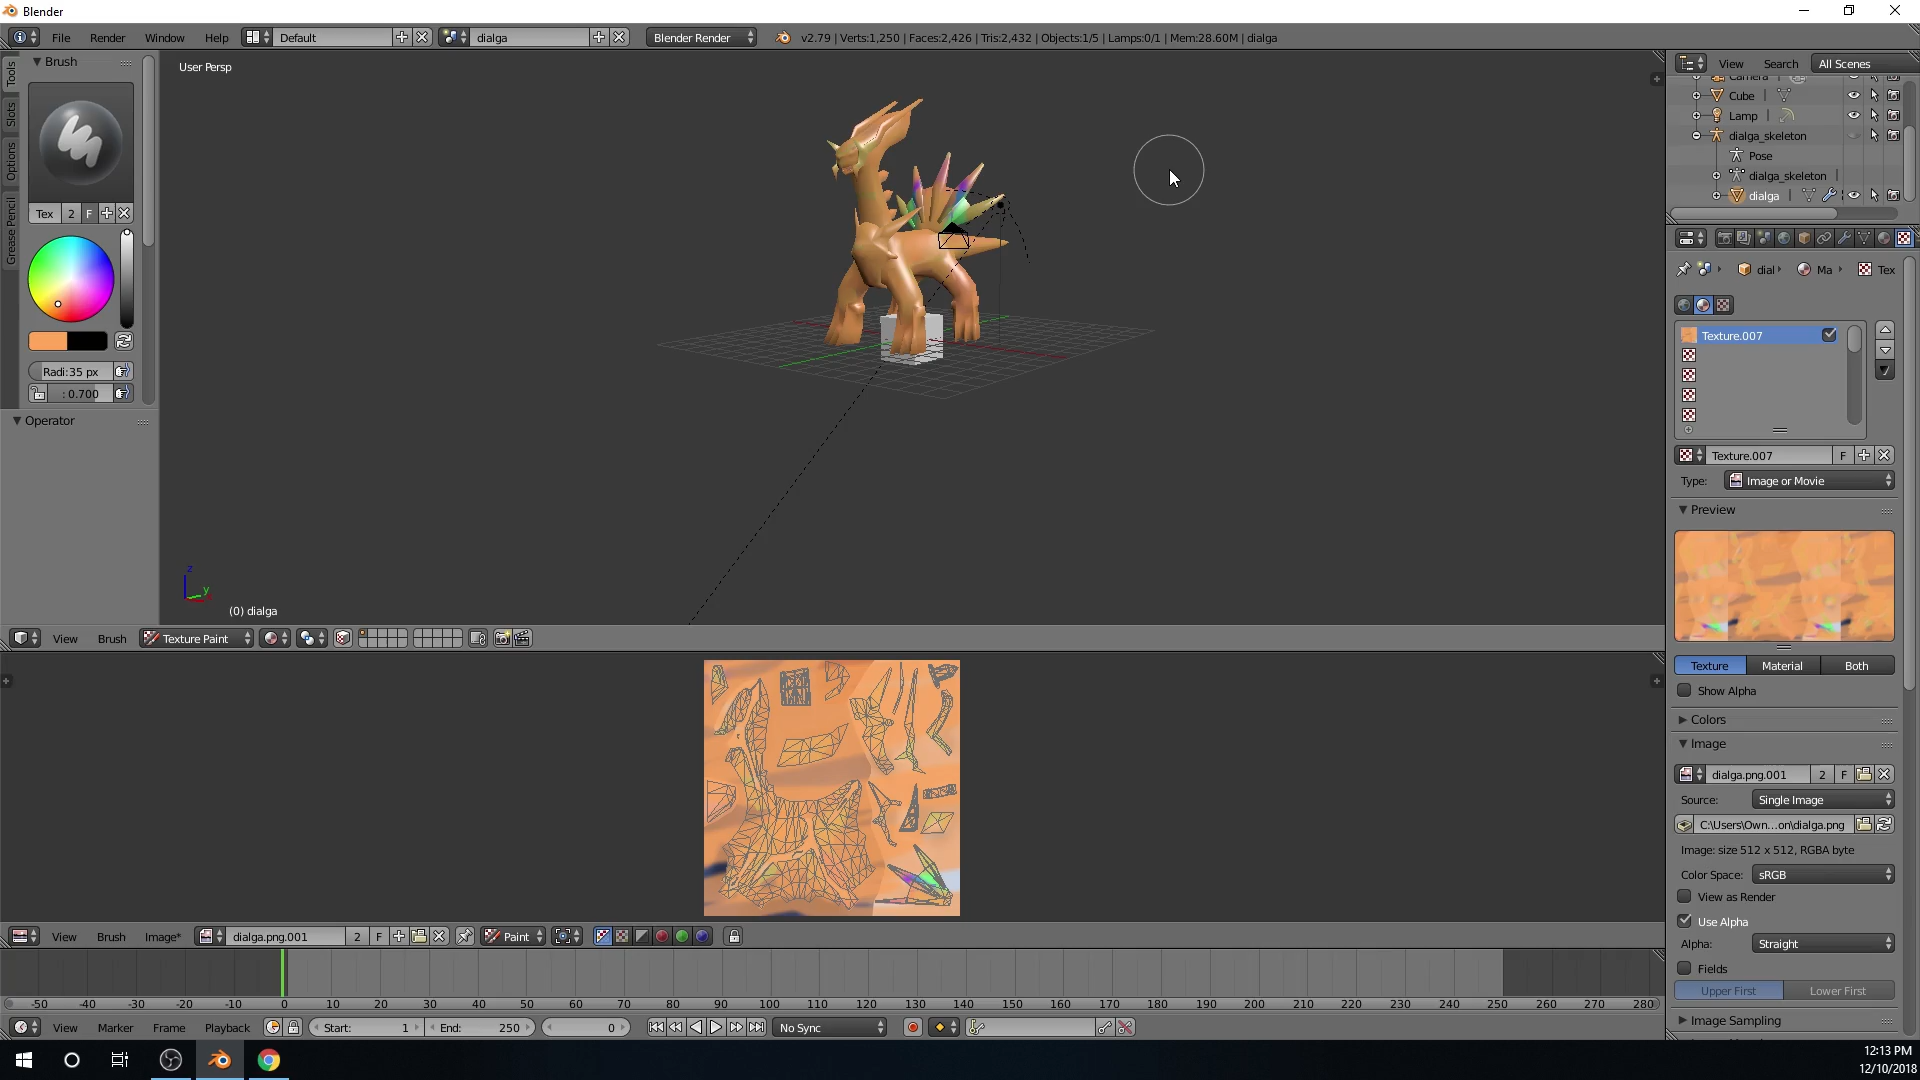 Blender
File Render Window Help Default dialga Blender Render v2.79 | Verts:1,250 | Faces:2,426 | Tris:2,432 | Objects:1/5 | Lamps:0/1 | Mem:28.60M | dialga
View Search All Scenes
Brush
User Persp
Tools
Slots
Options
Grease Pencil
Camera
Cube
Lamp
dialga_skeleton
Pose
dialga_skeleton
dialga
Tex 2 F
Radi: 35 px
: 0.700
Operator
dial Ma Tex
Texture.007
Texture.007 F
Type: Image or Movie
Preview
z
y
(0) dialga
View Brush Texture Paint
Texture Material Both
Show Alpha
Colors
Image
dialga.png.001 2 F
Source: Single Image
C:\Users\Own...on\dialga.png
Image: size 512 x 512, RGBA byte
Color Space: sRGB
View as Render
Use Alpha
Alpha: Straight
Fields
Upper First Lower First
Image Sampling
View Brush Image* dialga.png.001 2 F Paint
-50 -40 -30 -20 -10 0 10 20 30 40 50 60 70 80 90 100 110 120 130 140 150 160 170 180 190 200 210 220 230 240 250 260 270 280
View Marker Frame Playback Start: 1 End: 250 0 No Sync
12:13 PM
12/10/2018